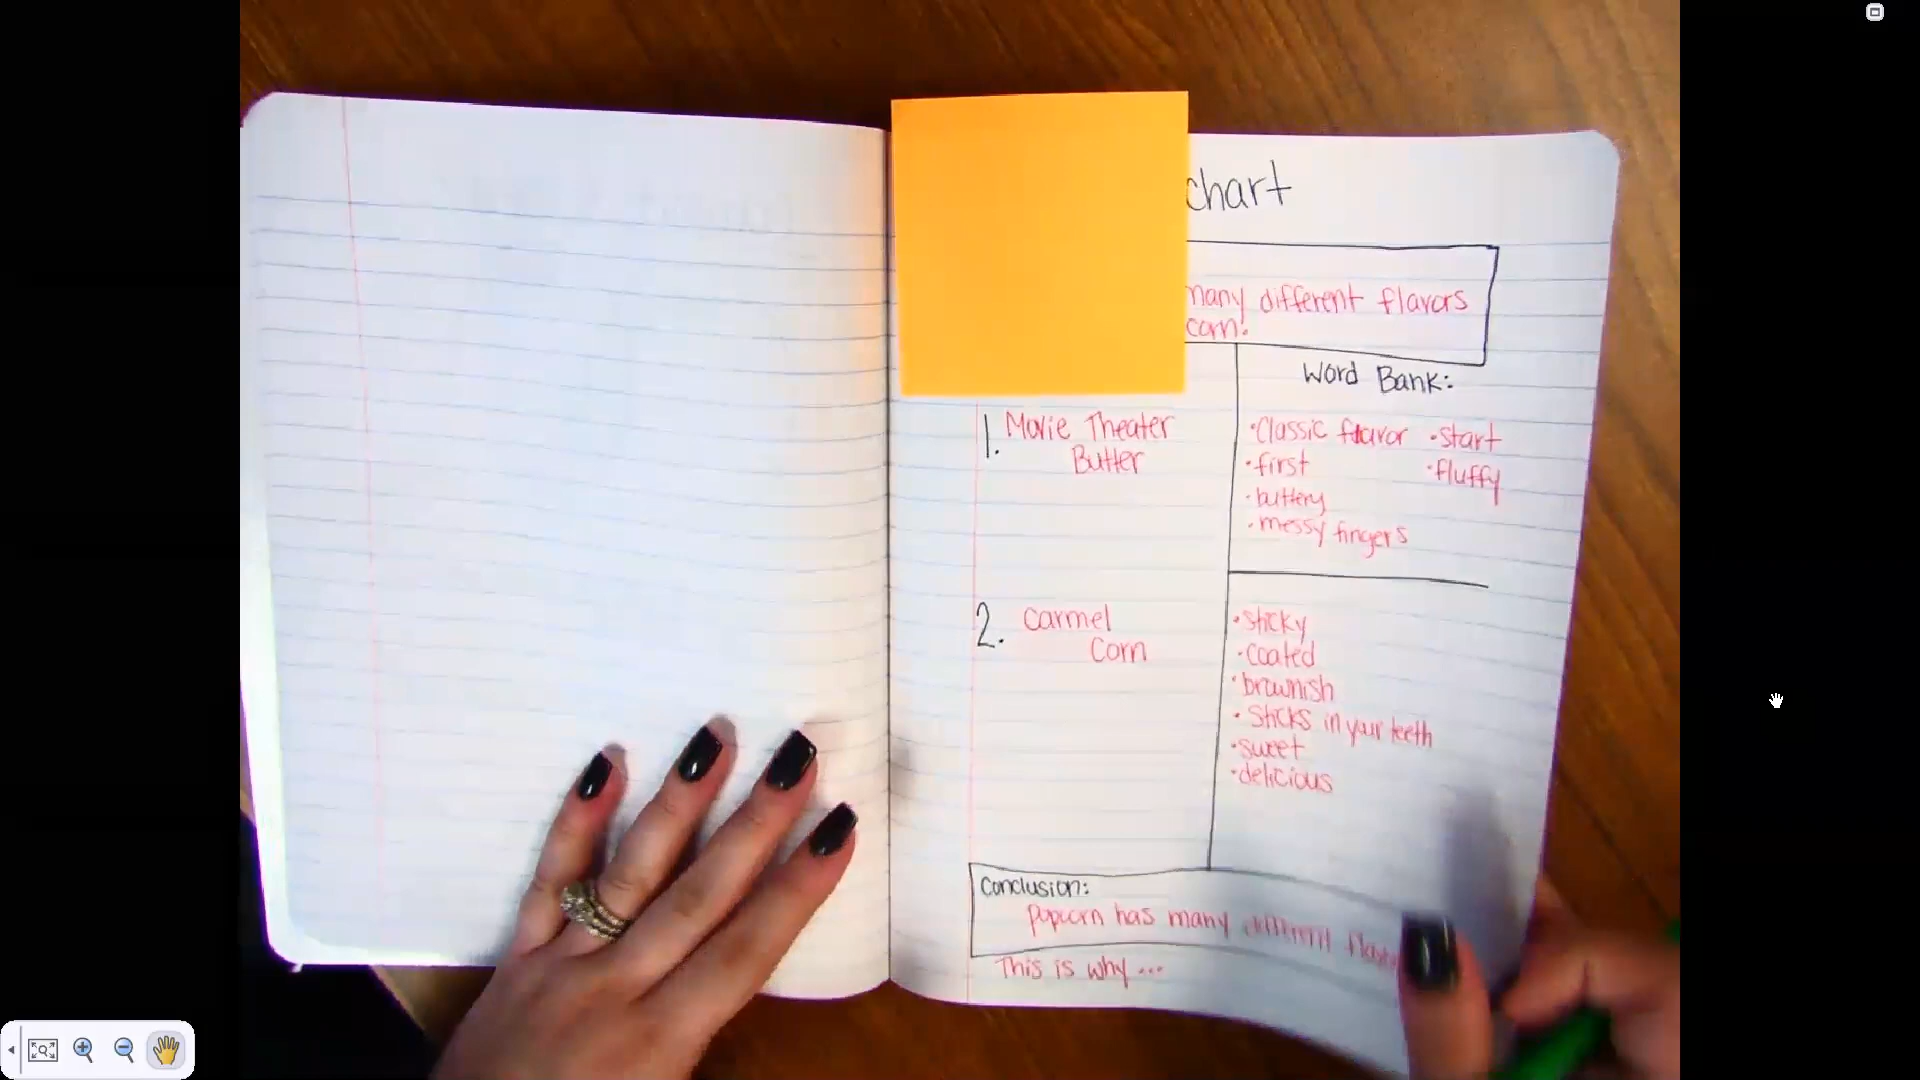 chart
many different flavors
corn.
Word Bank:
1. Movie Theater
Butter
• Classic flavor • start
• first • fluffy
• buttery
• messy fingers
2. Carmel
Corn
• sticky
• coated
• brownish
• Sticks in your teeth
• sweet
• delicious
Conclusion:
Popcorn has many different
This is why ...